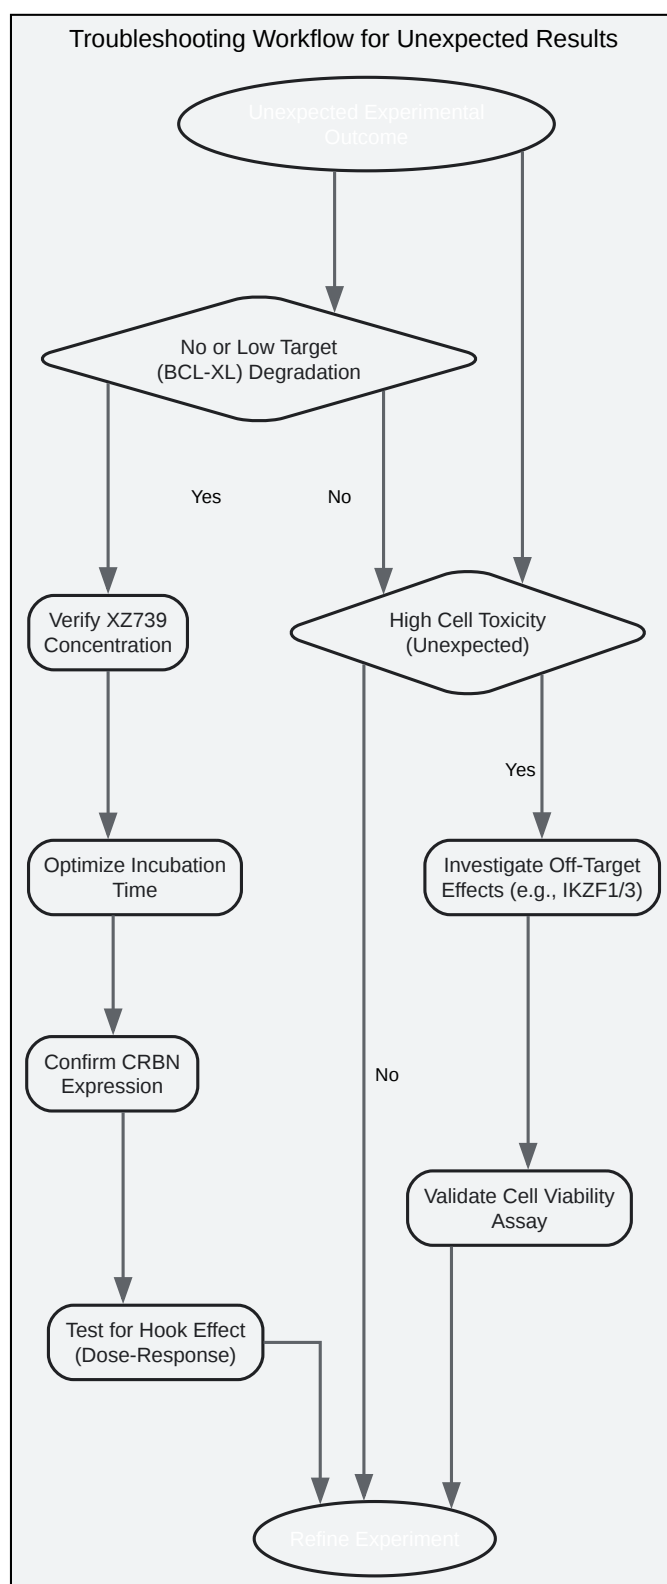 Troubleshooting Workflow for Unexpected Results
Unexpected Experimental
Outcome
No or Low Target
(BCL-XL) Degradation
Yes
No
Verify XZ739
Concentration
High Cell Toxicity
(Unexpected)
Yes
Optimize Incubation
Time
Investigate Off-Target
Effects (e.g., IKZF1/3)
Confirm CRBN
Expression
No
Validate Cell Viability
Assay
Test for Hook Effect
(Dose-Response)
Refine Experiment